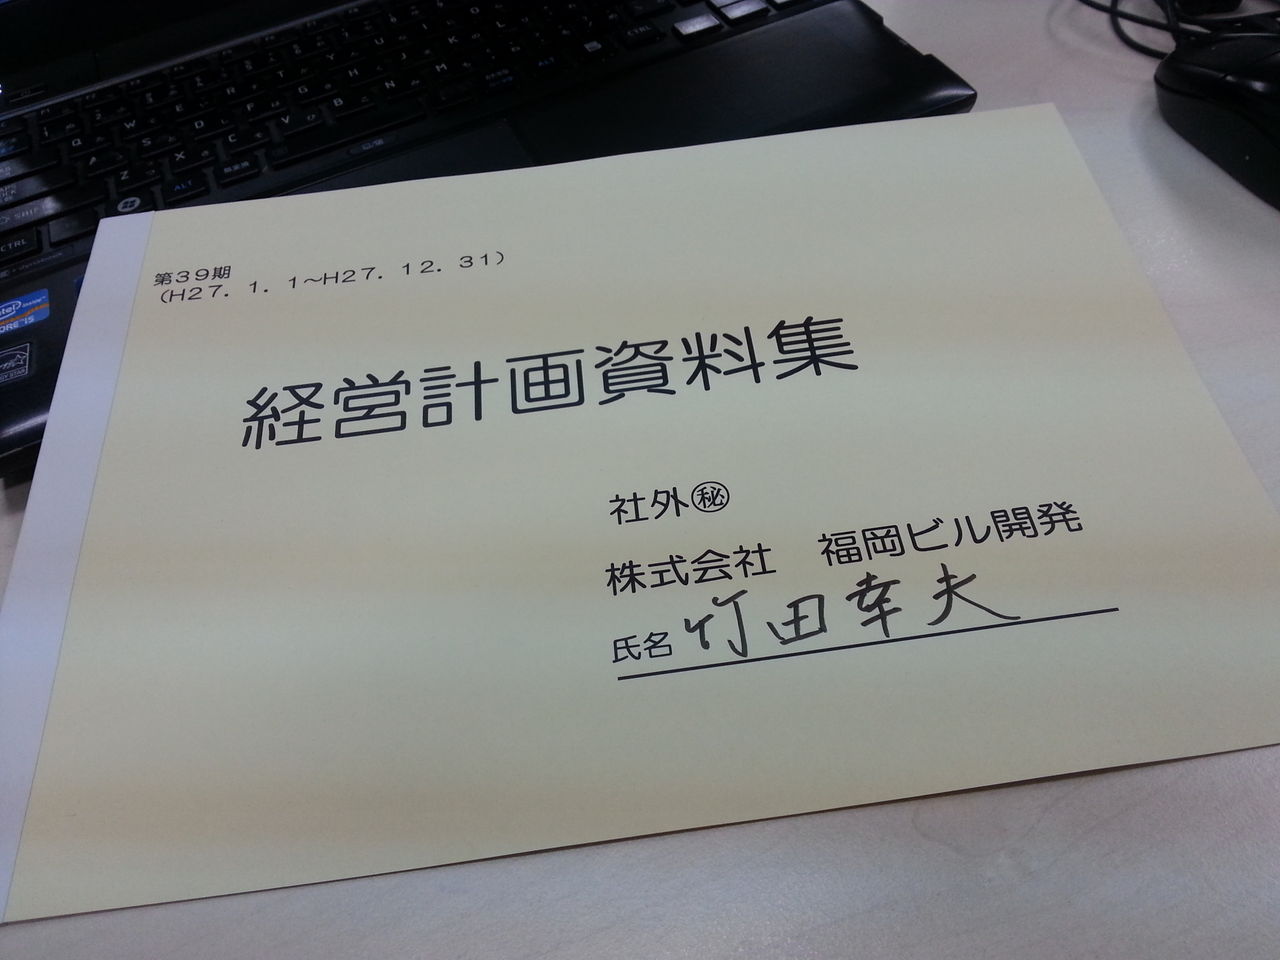 第39期
（H27．1．1～H27．12．31）
経営計画資料集
社外㊙
株式会社　福岡ビル開発
氏名 竹田幸夫